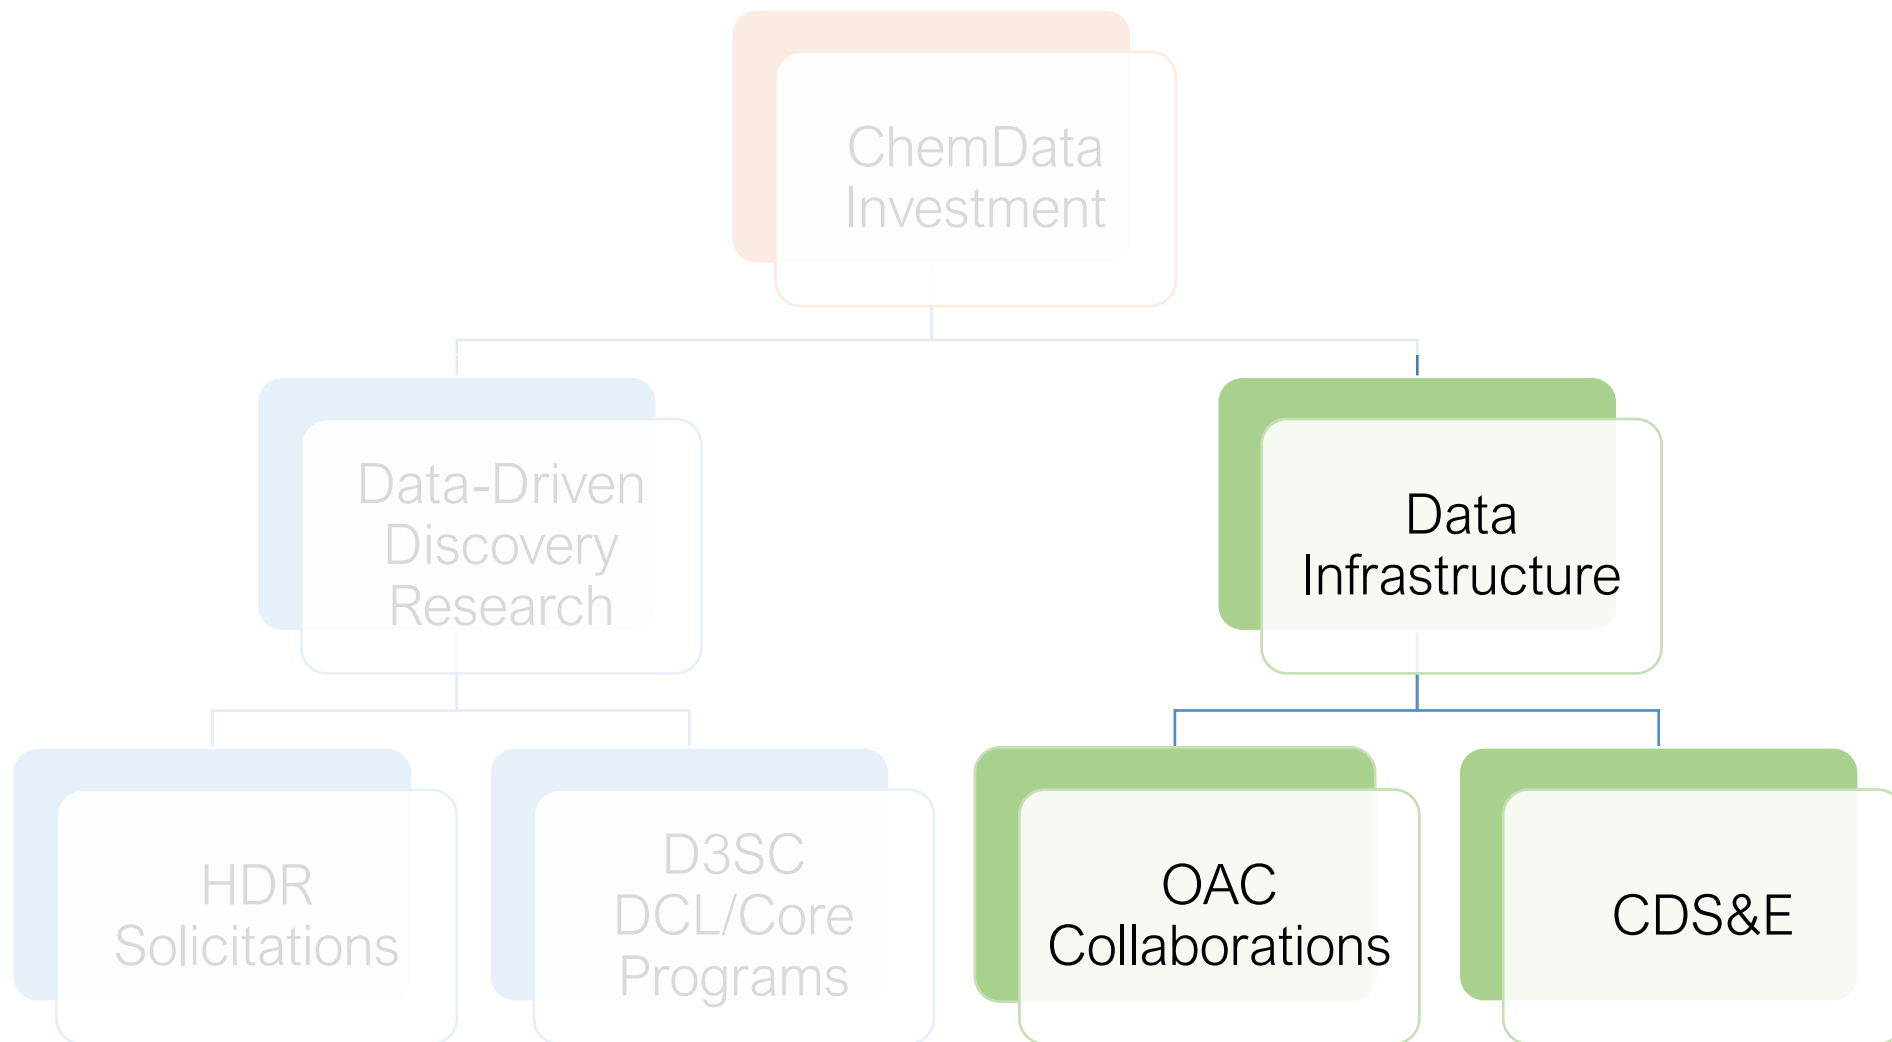 ChemData
Investment
Data-Driven
Discovery
Research
Data
Infrastructure
HDR
Solicitations
D3SC
DCL/Core
Programs
OAC
Collaborations
CDS&E